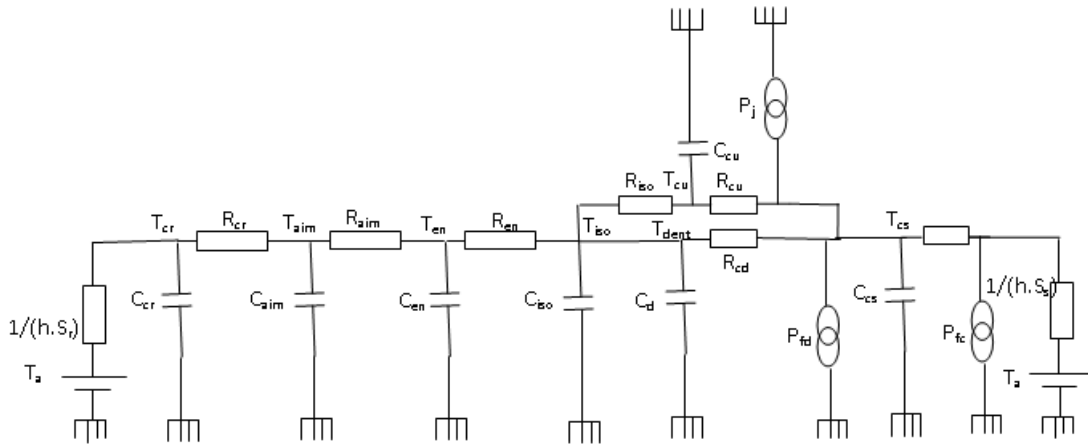 P_j
C_cu
R_iso
T_cu
R_cu
T_cr
R_cr
T_aim
R_aim
T_en
R_en
T_iso
T_dent
R_cd
T_cs
C_cr
C_aim
C_en
C_iso
C_d
P_fd
C_cs
P_fc
1/(h.S_s)
1/(h.S_r)
T_a
T_a